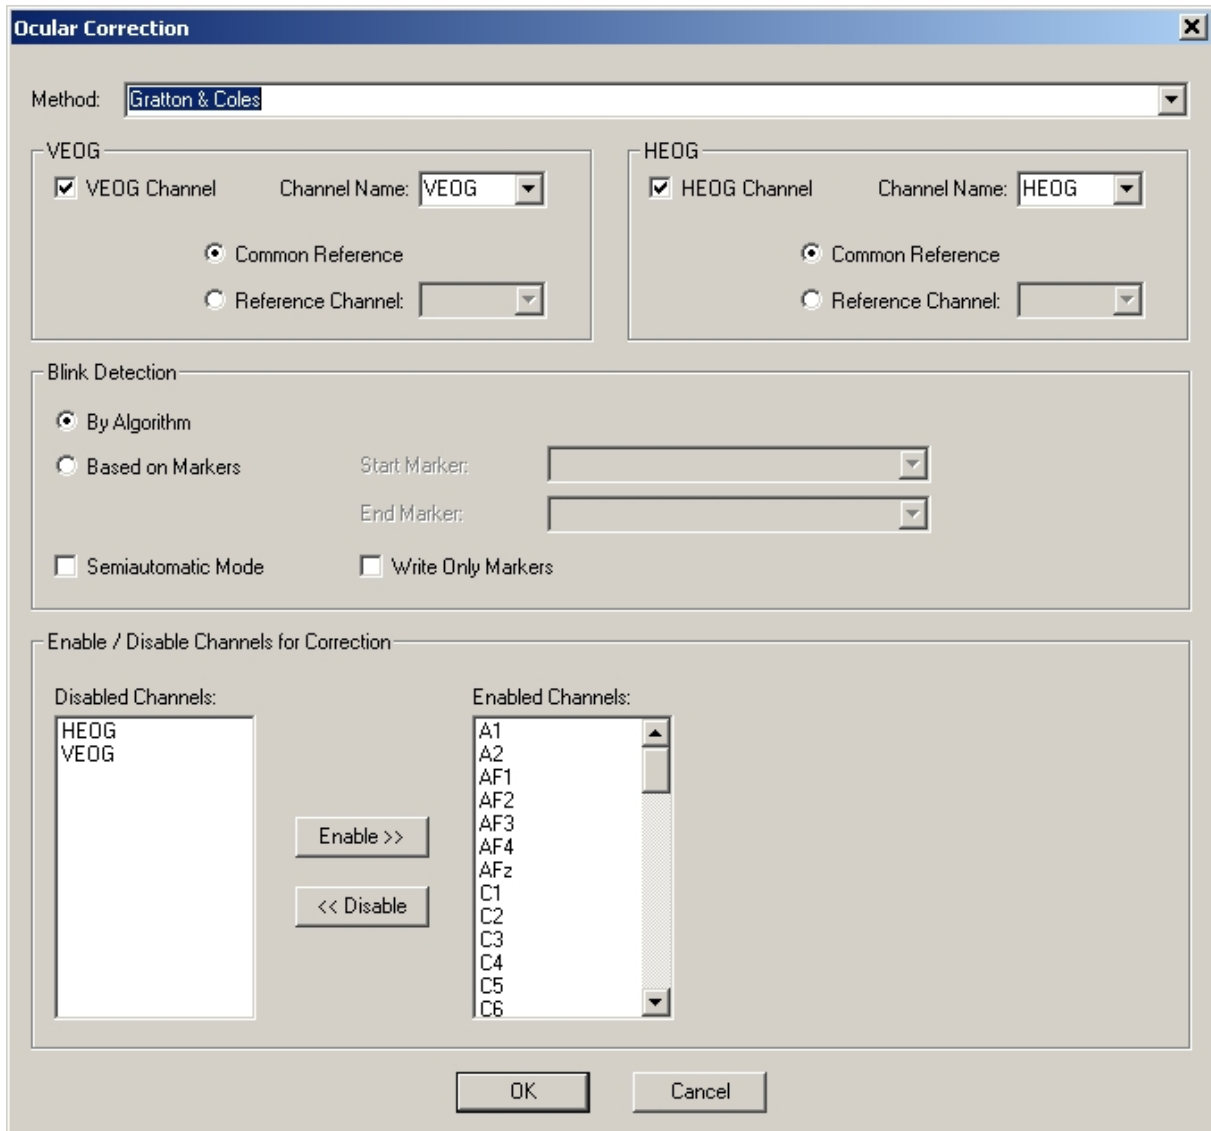 Ocular Correction
Method: Gratton & Coles
VEOG
VEOG Channel Channel Name: VEOG
Common Reference
Reference Channel:
HEOG
HEOG Channel Channel Name: HEOG
Common Reference
Reference Channel:
Blink Detection
By Algorithm
Based on Markers Start Marker:
End Marker:
Semiautomatic Mode Write Only Markers
Enable / Disable Channels for Correction
Disabled Channels:
HEOG
VEOG
Enable >>
<< Disable
Enabled Channels:
A1
A2
AF1
AF2
AF3
AF4
AFz
C1
C2
C3
C4
C5
C6
OK Cancel